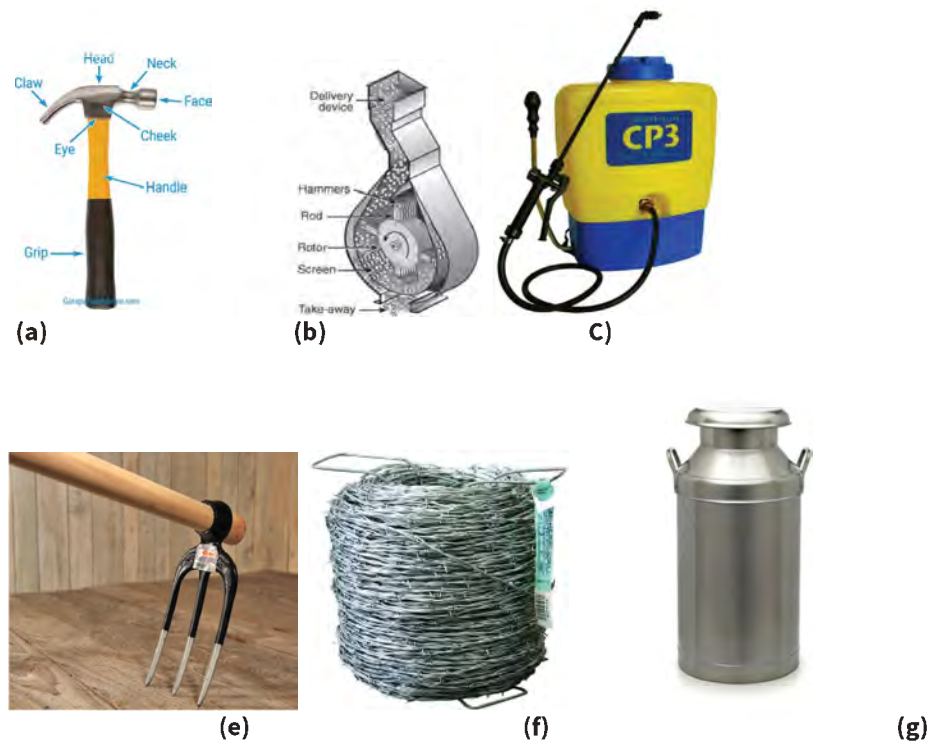 Head
Neck
Claw
Face
Cheek
Eye
Handle
Grip
(a)
Delivery
device
Hammers
Rod
Rotor
Screen
Take-away
(b)
CP3
C)
(e)
(f)
(g)